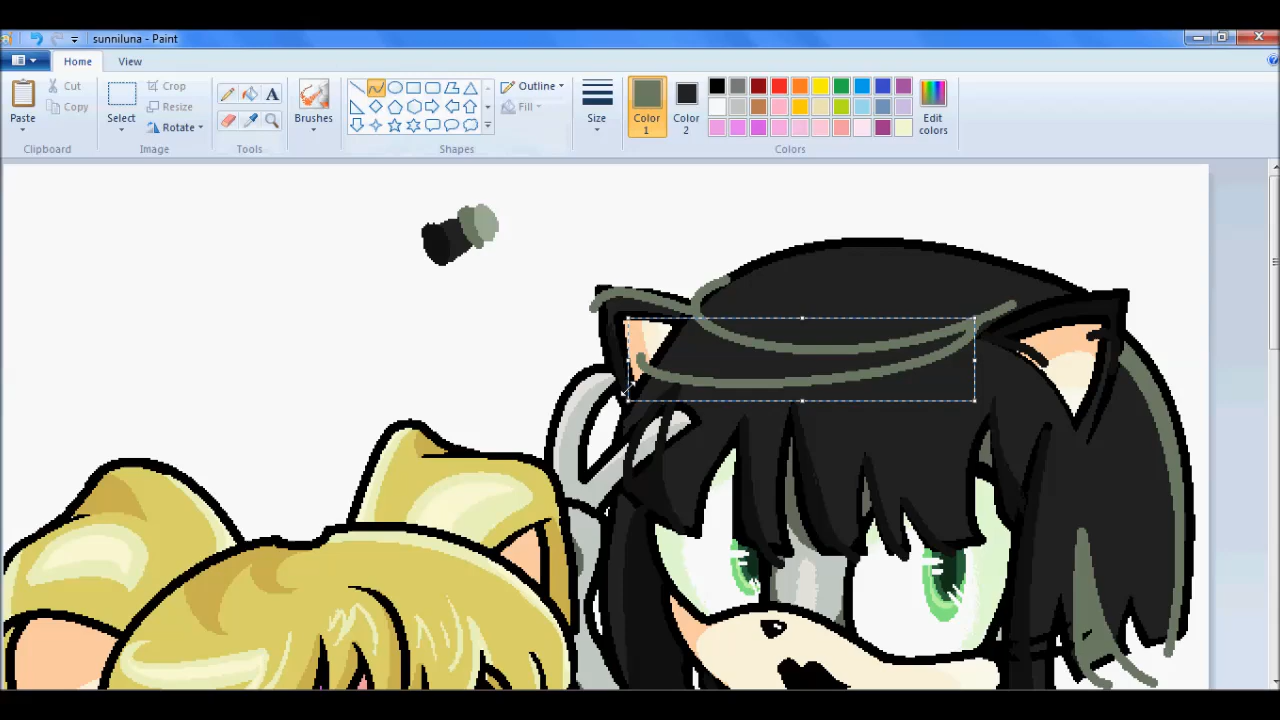 sunniluna - Paint
Home View
Paste
Cut
Copy
Clipboard
Select
Crop
Resize
Rotate
Image
A
Tools
Brushes
Outline
Fill
Shapes
Size
Color 1
Color 2
Edit colors
Colors